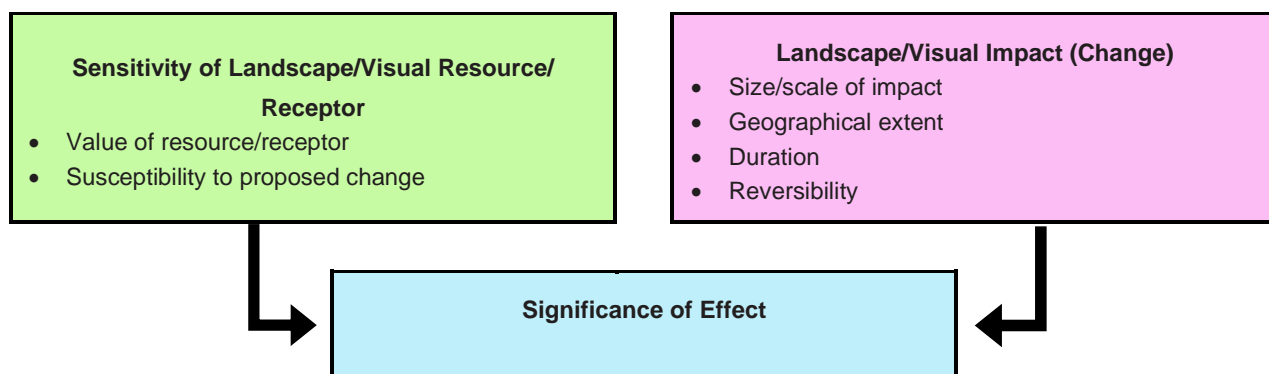 Sensitivity of Landscape/Visual Resource/
Receptor
• Value of resource/receptor
• Susceptibility to proposed change
Landscape/Visual Impact (Change)
• Size/scale of impact
• Geographical extent
• Duration
• Reversibility
Significance of Effect